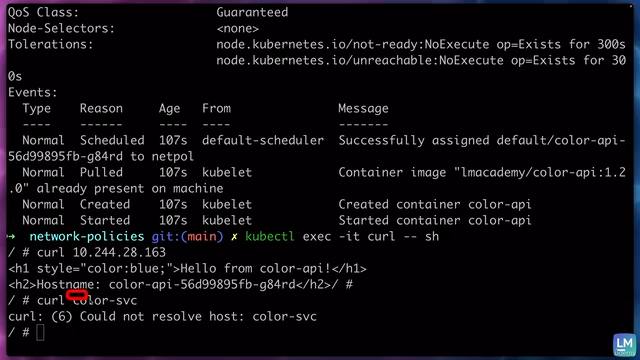 QoS Class: Guaranteed
Node-Selectors: <none>
Tolerations: node.kubernetes.io/not-ready:NoExecute op=Exists for 300s
node.kubernetes.io/unreachable:NoExecute op=Exists for 30
0s
Events:
Type Reason Age From Message
---- ------ ---- ---- -------
Normal Scheduled 107s default-scheduler Successfully assigned default/color-api-
56d99895fb-g84rd to netpol
Normal Pulled 107s kubelet Container image "lmacademy/color-api:1.2
.0" already present on machine
Normal Created 107s kubelet Created container color-api
Normal Started 107s kubelet Started container color-api
➜ network-policies git:(main) ✗ kubectl exec -it curl -- sh
/ # curl 10.244.28.163
<h1 style="color:blue;">Hello from color-api!</h1>
<h2>Hostname: color-api-56d99895fb-g84rd</h2>/ #
/ # curl color-svc
curl: (6) Could not resolve host: color-svc
/ #
LM